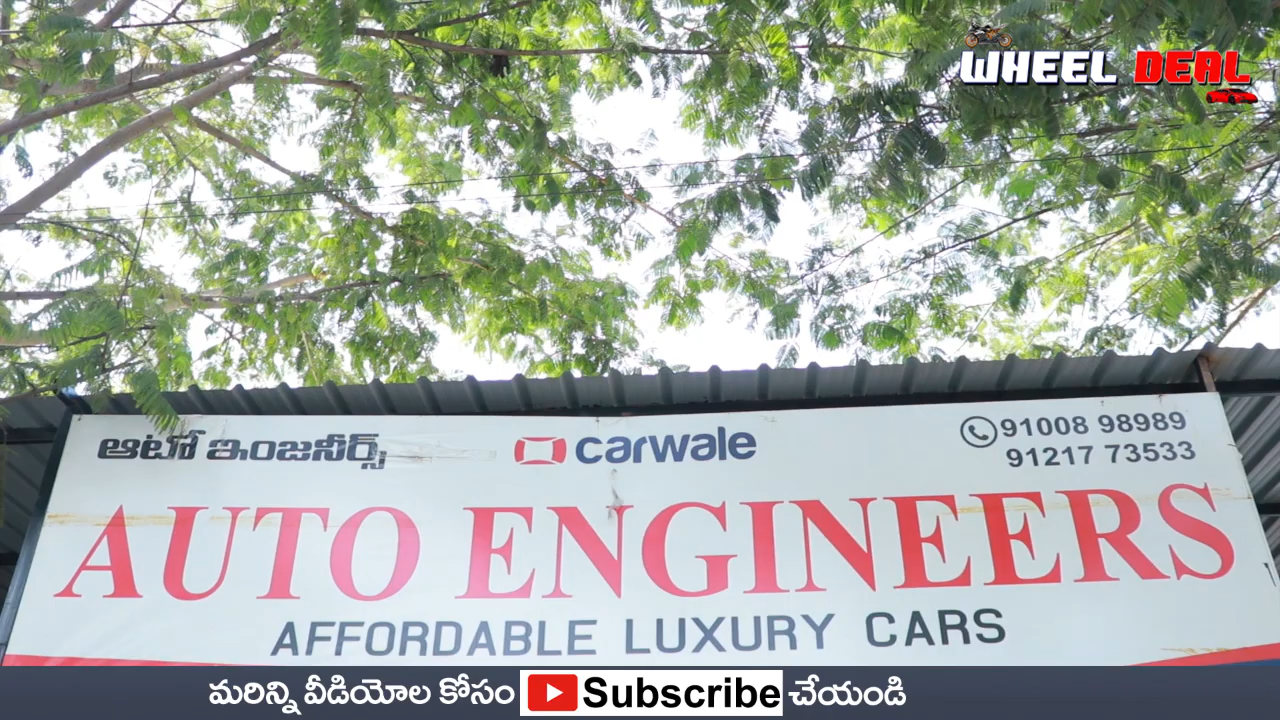 WHEEL DEAL
ఆటో ఇంజనీర్స్
carwale
91008 98989
91217 73533
AUTO ENGINEERS
AFFORDABLE LUXURY CARS
మరిన్ని వీడియోల కోసం Subscribe చేయండి